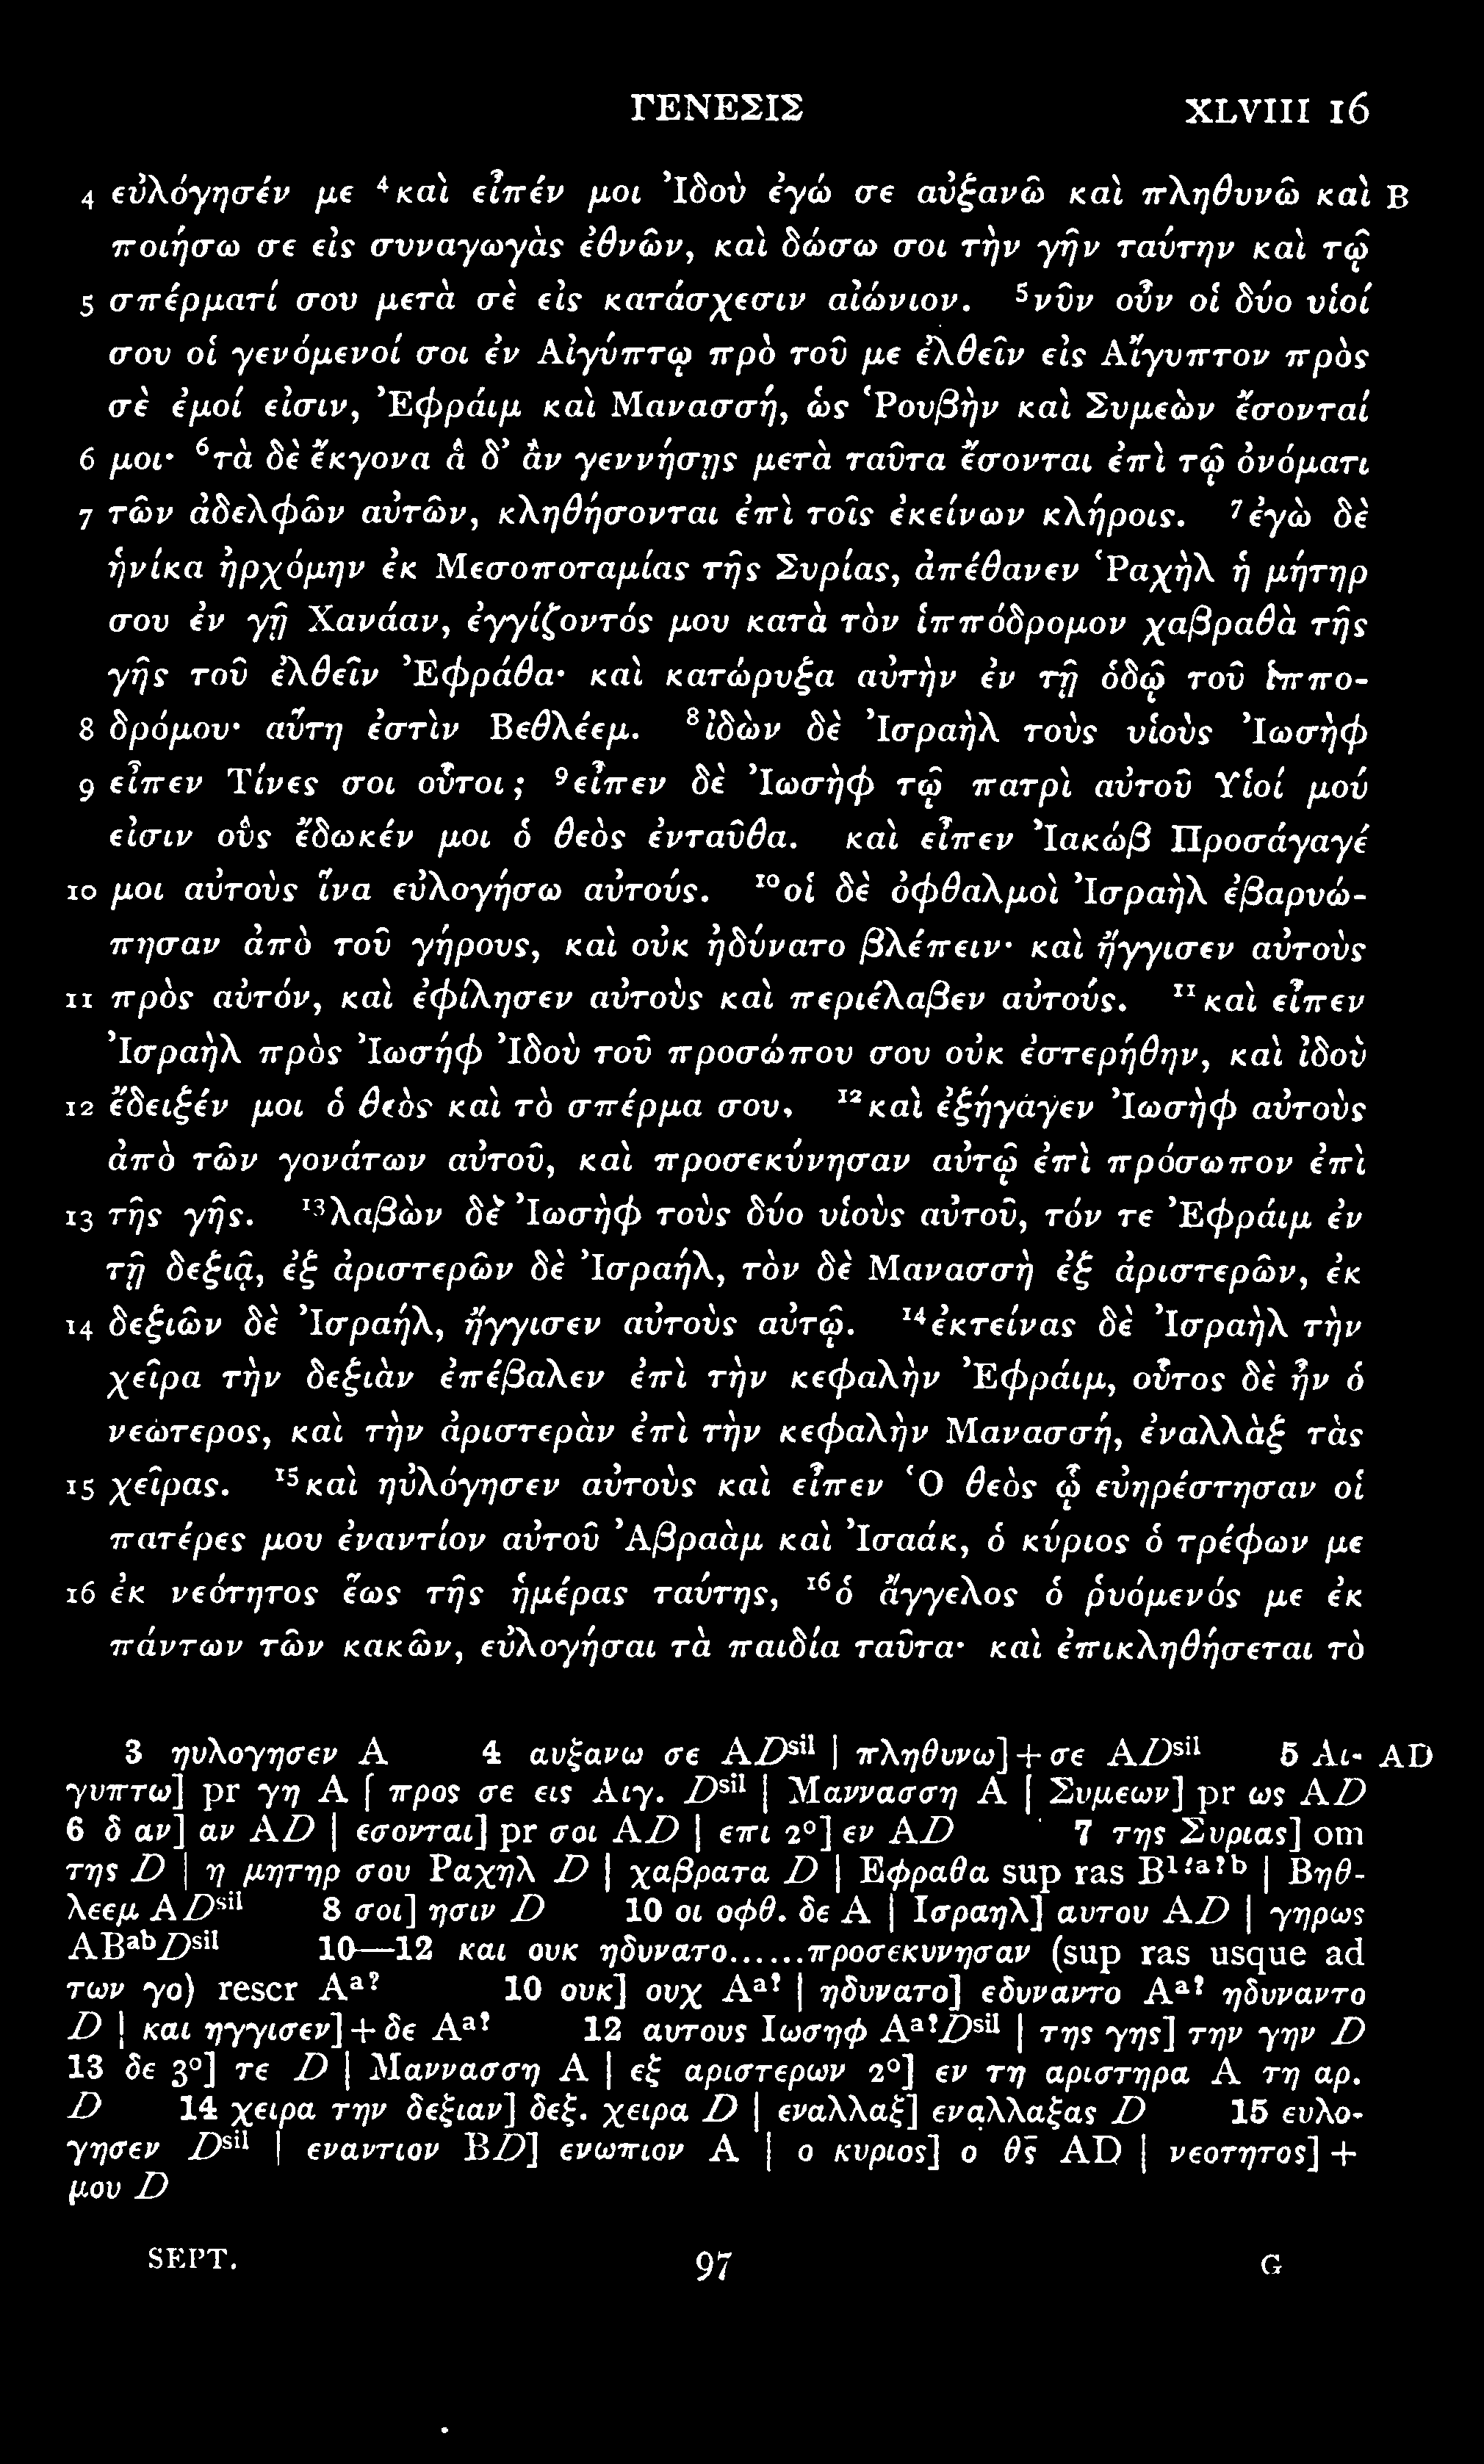 ΓΕΝΕΣΙΣ XLVIII 16
4 εὐλόγησέν με ⁴καὶ εἶπέν μοι Ἰδοὺ ἐγώ σε αὐξανῶ καὶ πληθυνῶ καὶ B
ποιήσω σε εἰς συναγωγὰς ἐθνῶν, καὶ δώσω σοι τὴν γῆν ταύτην καὶ τῷ
5 σπέρματί σου μετὰ σὲ εἰς κατάσχεσιν αἰώνιον. ⁵νῦν οὖν οἱ δύο υἱοί
σου οἱ γενόμενοί σοι ἐν Αἰγύπτῳ πρὸ τοῦ με ἐλθεῖν εἰς Αἴγυπτον πρὸς
σὲ ἐμοί εἰσιν, Ἐφράιμ καὶ Μανασσή, ὡς Ῥουβὴν καὶ Συμεὼν ἔσονταί
6 μοι· ⁶τὰ δὲ ἔκγονα ἃ δ’ ἂν γεννήσῃς μετὰ ταῦτα ἔσονται ἐπὶ τῷ ὀνόματι
7 τῶν ἀδελφῶν αὐτῶν, κληθήσονται ἐπὶ τοῖς ἐκείνων κλήροις. ⁷ἐγὼ δὲ
ἡνίκα ἠρχόμην ἐκ Μεσοποταμίας τῆς Συρίας, ἀπέθανεν Ῥαχὴλ ἡ μήτηρ
σου ἐν γῇ Χανάαν, ἐγγίζοντός μου κατὰ τὸν ἱππόδρομον χαβραθὰ τῆς
γῆς τοῦ ἐλθεῖν Ἐφράθα· καὶ κατώρυξα αὐτὴν ἐν τῇ ὁδῷ τοῦ ἱππο-
8 δρόμου· αὕτη ἐστὶν Βεθλέεμ. ⁸ἰδὼν δὲ Ἰσραὴλ τοὺς υἱοὺς Ἰωσὴφ
9 εἶπεν Τίνες σοι οὗτοι; ⁹εἶπεν δὲ Ἰωσὴφ τῷ πατρὶ αὐτοῦ Υἱοί μού
εἰσιν οὓς ἔδωκέν μοι ὁ θεὸς ἐνταῦθα. καὶ εἶπεν Ἰακώβ Προσάγαγέ
10 μοι αὐτοὺς ἵνα εὐλογήσω αὐτούς. ¹⁰οἱ δὲ ὀφθαλμοὶ Ἰσραὴλ ἐβαρυώ-
πησαν ἀπὸ τοῦ γήρους, καὶ οὐκ ἠδύνατο βλέπειν· καὶ ἤγγισεν αὐτοὺς
11 πρὸς αὐτόν, καὶ ἐφίλησεν αὐτοὺς καὶ περιέλαβεν αὐτούς. ¹¹καὶ εἶπεν
Ἰσραὴλ πρὸς Ἰωσήφ Ἰδοὺ τοῦ προσώπου σου οὐκ ἐστερήθην, καὶ ἰδοὺ
12 ἔδειξέν μοι ὁ θεὸς καὶ τὸ σπέρμα σου. ¹²καὶ ἐξήγαγεν Ἰωσὴφ αὐτοὺς
ἀπὸ τῶν γονάτων αὐτοῦ, καὶ προσεκύνησαν αὐτῷ ἐπὶ πρόσωπον ἐπὶ
13 τῆς γῆς. ¹³λαβὼν δὲ Ἰωσὴφ τοὺς δύο υἱοὺς αὐτοῦ, τόν τε Ἐφράιμ ἐν
τῇ δεξιᾷ, ἐξ ἀριστερῶν δὲ Ἰσραήλ, τὸν δὲ Μανασσὴ ἐξ ἀριστερῶν, ἐκ
14 δεξιῶν δὲ Ἰσραήλ, ἤγγισεν αὐτοὺς αὐτῷ. ¹⁴ἐκτείνας δὲ Ἰσραὴλ τὴν
χεῖρα τὴν δεξιὰν ἐπέβαλεν ἐπὶ τὴν κεφαλὴν Ἐφράιμ, οὗτος δὲ ἦν ὁ
νεώτερος, καὶ τὴν ἀριστερὰν ἐπὶ τὴν κεφαλὴν Μανασσή, ἐναλλὰξ τὰς
15 χεῖρας. ¹⁵καὶ ηὐλόγησεν αὐτοὺς καὶ εἶπεν Ὁ θεὸς ᾧ εὐηρέστησαν οἱ
πατέρες μου ἐναντίον αὐτοῦ Ἀβραὰμ καὶ Ἰσαάκ, ὁ κύριος ὁ τρέφων με
16 ἐκ νεότητος ἕως τῆς ἡμέρας ταύτης, ¹⁶ὁ ἄγγελος ὁ ῥυόμενός με ἐκ
πάντων τῶν κακῶν, εὐλογήσαι τὰ παιδία ταῦτα· καὶ ἐπικληθήσεται τὸ
3 ηυλογησεν A 4 αυξανω σε ADˢⁱˡ | πληθυνω]+σε ADˢⁱˡ 5 Αι- AD
γυπτω] pr γη A | προς σε εις Αιγ. Dˢⁱˡ | Μαννασση A | Συμεων] pr ως AD
6 δ αν] αν AD | εσονται] pr σοι AD | επι 2°] εν AD 7 της Συριας] om
της D | η μητηρ σου Ραχηλ D | χαβρατα D | Εφραθα sup ras B¹ᶠᵃ?ᵇ | Βηθ-
λεεμ ADˢⁱˡ 8 σοι] ησιν D 10 οι οφθ. δε A | Ισραηλ] αυτου AD | γηρως
ABᵃᵇDˢⁱˡ 10—12 και ουκ ηδυνατο......προσεκυνησαν (sup ras usque ad
των γο) rescr Aᵃ? 10 ουκ] ουχ Aᵃ? | ηδυνατο] εδυναντο Aᵃ? ηδυναντο
D | και ηγγισεν]+δε Aᵃ? 12 αυτους Ιωσηφ Aᵃ?Dˢⁱˡ | της γης] την γην D
13 δε 3°] τε D | Μαννασση A | εξ αριστερων 2°] εν τη αριστηρα A τη αρ.
D 14 χειρα την δεξιαν] δεξ. χειρα D | εναλλαξ] εναλλαξας D 15 ευλο-
γησεν Dˢⁱˡ | εναντιον BD] ενωπιον A | ο κυριος] ο θς̄ AD | νεοτητος]+
μου D
SEPT. 97 G